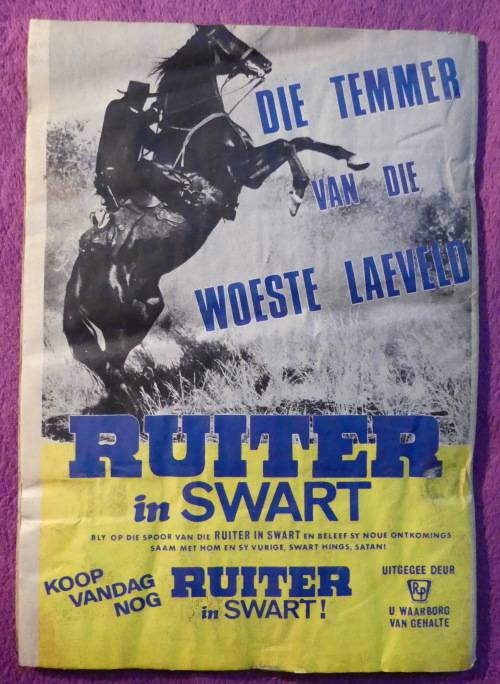 DIE TEMMER
VAN DIE
WOESTE LAEVELD
RUITER
in SWART
BLY OP DIE SPOOR VAN DIE RUITER IN SWART EN BELEEF SY NOUE ONTKOMINGS
SAAM MET HOM EN SY VURIGE, SWART HINGS, SATAN!
KOOP
VANDAG
NOG
RUITER
in SWART!
UITGEGEE DEUR
RP
U WAARBORG
VAN GEHALTE